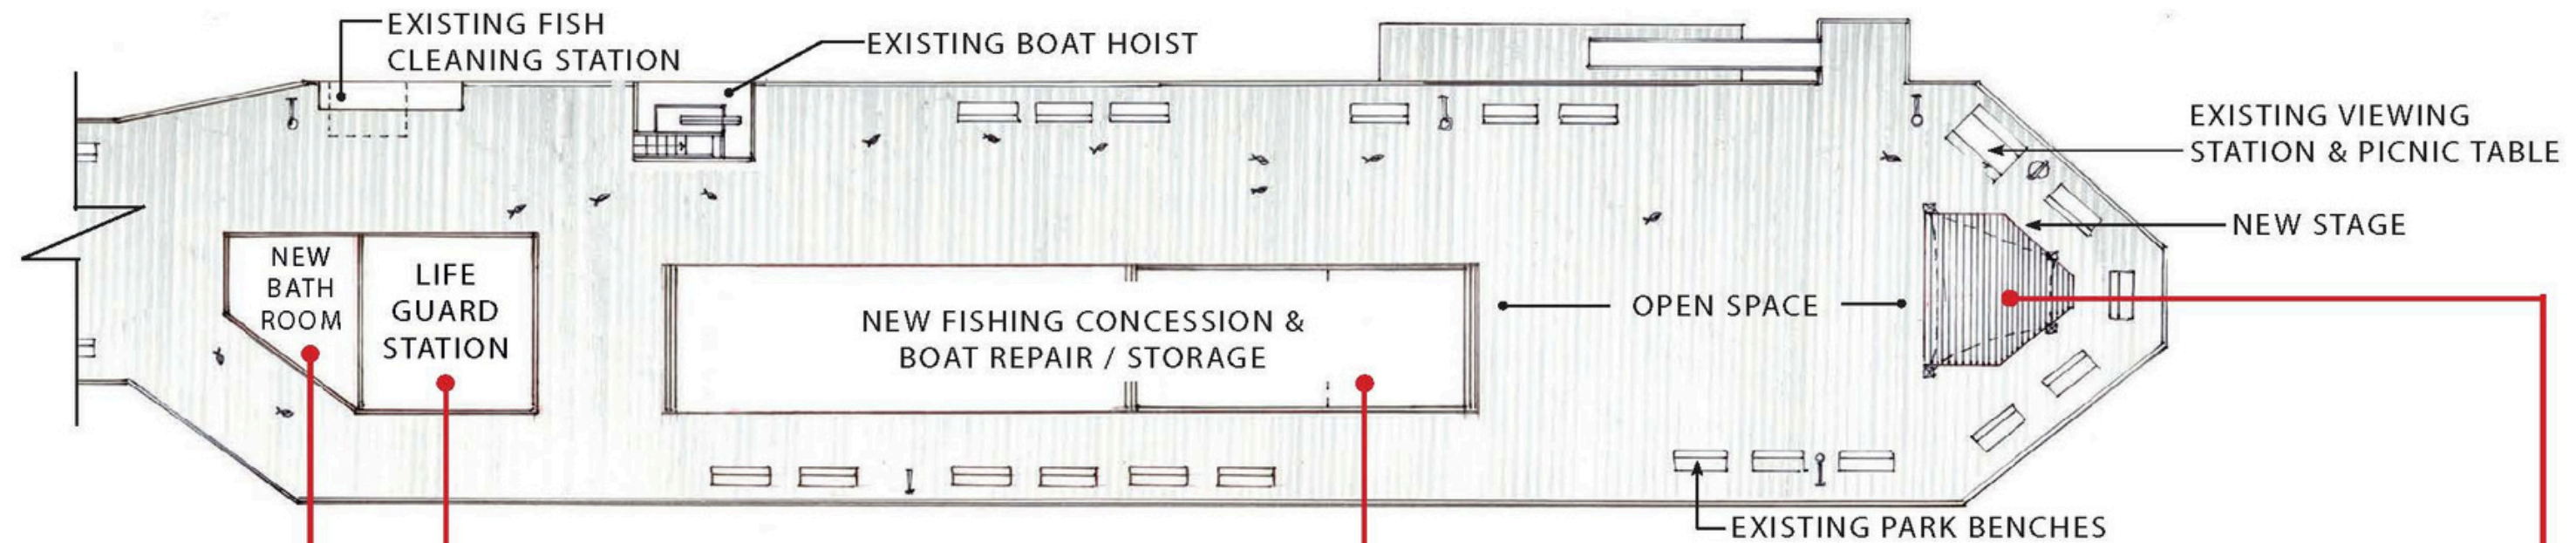 EXISTING FISH
CLEANING STATION
EXISTING BOAT HOIST
EXISTING VIEWING
STATION & PICNIC TABLE
NEW STAGE
NEW
BATH
ROOM
LIFE
GUARD
STATION
NEW FISHING CONCESSION &
BOAT REPAIR / STORAGE
OPEN SPACE
EXISTING PARK BENCHES